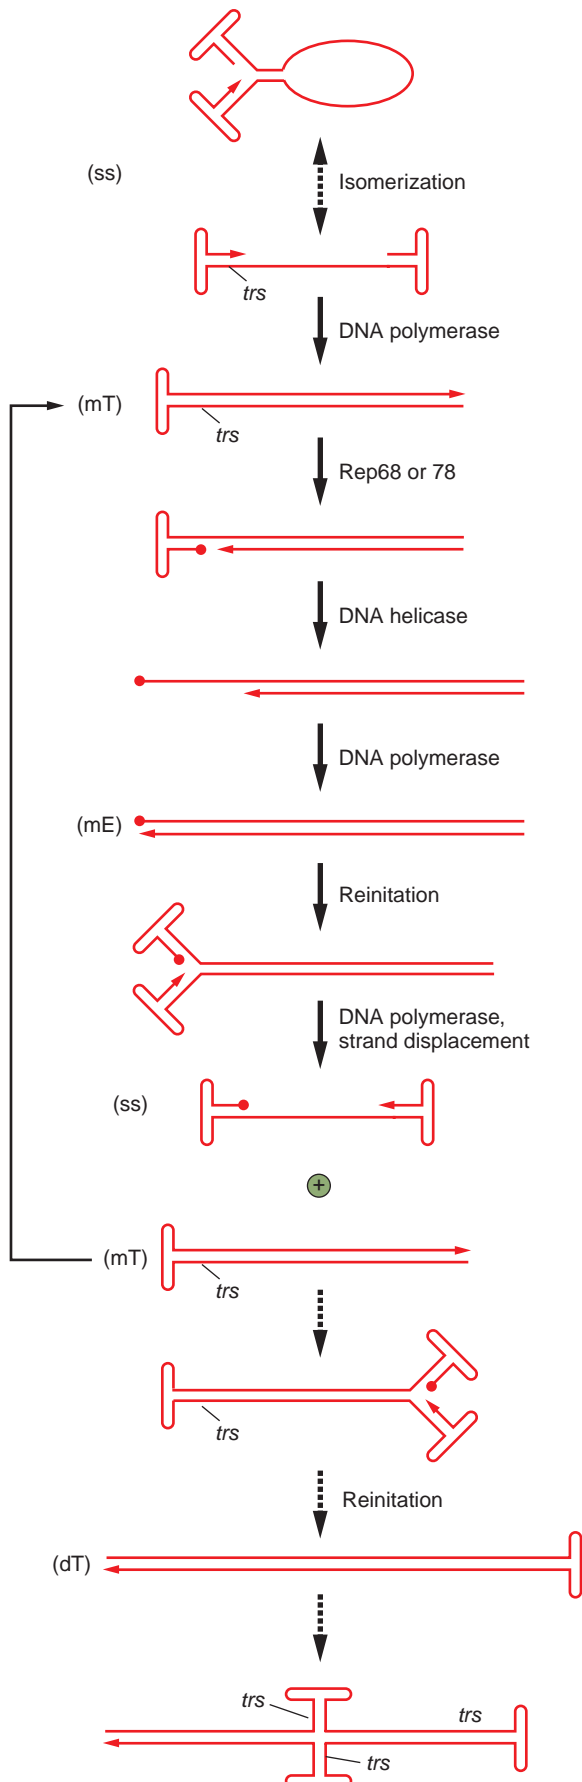 (ss)
Isomerization
trs
DNA polymerase
(mT)
trs
Rep68 or 78
DNA helicase
DNA polymerase
(mE)
Reinitation
DNA polymerase,
strand displacement
(ss)
+
(mT)
trs
trs
Reinitation
(dT)
trs
trs
trs